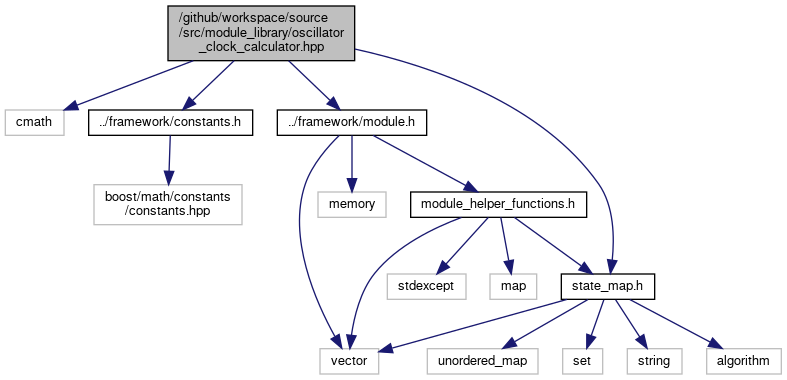 /github/workspace/source
/src/module_library/oscillator
_clock_calculator.hpp
cmath
../framework/constants.h
../framework/module.h
boost/math/constants
/constants.hpp
memory
module_helper_functions.h
stdexcept
map
state_map.h
vector
unordered_map
set
string
algorithm